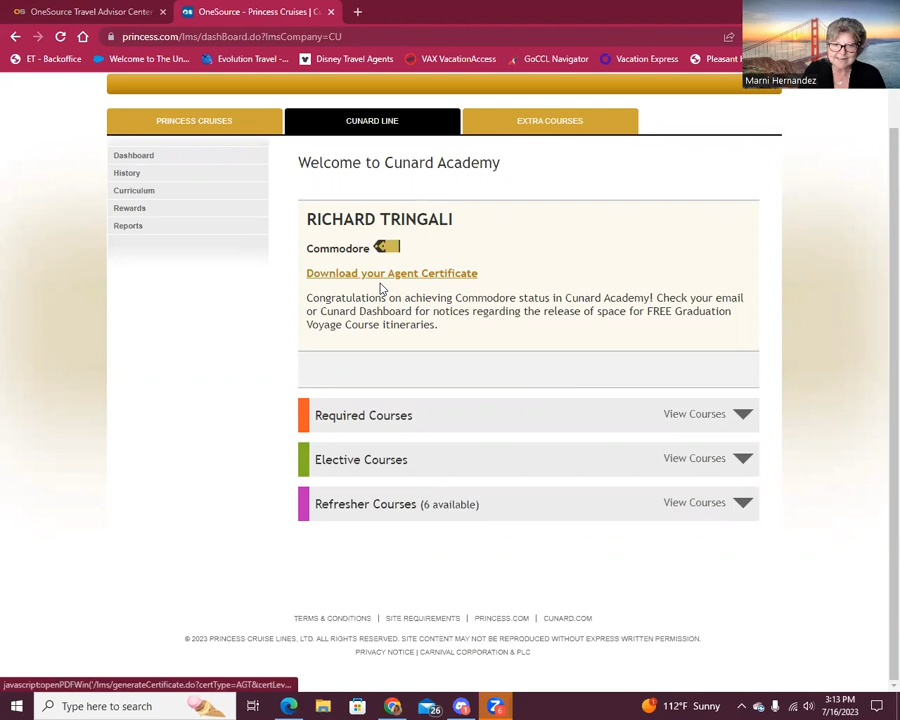 OneSource Travel Advisor Center
OneSource - Princess Cruises | Cu
princess.com/lms/dashBoard.do?lmsCompany=CU
ET - Backoffice
Welcome to The Un...
Evolution Travel -...
Disney Travel Agents
VAX VacationAccess
GoCCL Navigator
Vacation Express
Pleasant
Marni Hernandez
PRINCESS CRUISES
CUNARD LINE
EXTRA COURSES
Dashboard
History
Curriculum
Rewards
Reports
Welcome to Cunard Academy
RICHARD TRINGALI
Commodore
Download your Agent Certificate
Congratulations on achieving Commodore status in Cunard Academy! Check your email
or Cunard Dashboard for notices regarding the release of space for FREE Graduation
Voyage Course itineraries.
Required Courses
View Courses
Elective Courses
View Courses
Refresher Courses (6 available)
View Courses
TERMS & CONDITIONS | SITE REQUIREMENTS | PRINCESS.COM | CUNARD.COM
© 2023 PRINCESS CRUISE LINES, LTD. ALL RIGHTS RESERVED. SITE CONTENT MAY NOT BE REPRODUCED WITHOUT EXPRESS WRITTEN PERMISSION.
PRIVACY NOTICE | CARNIVAL CORPORATION & PLC
javascript:openPDFWin('/lms/generateCertificate.do?certType=AGT&certLev...
Type here to search
26
6
112°F Sunny
3:13 PM
7/16/2023